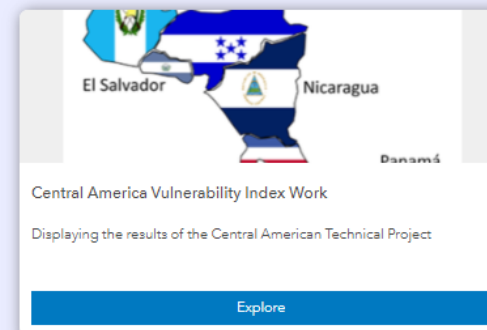 El Salvador
Nicaragua
Panamá
Central America Vulnerability Index Work
Displaying the results of the Central American Technical Project
Explore